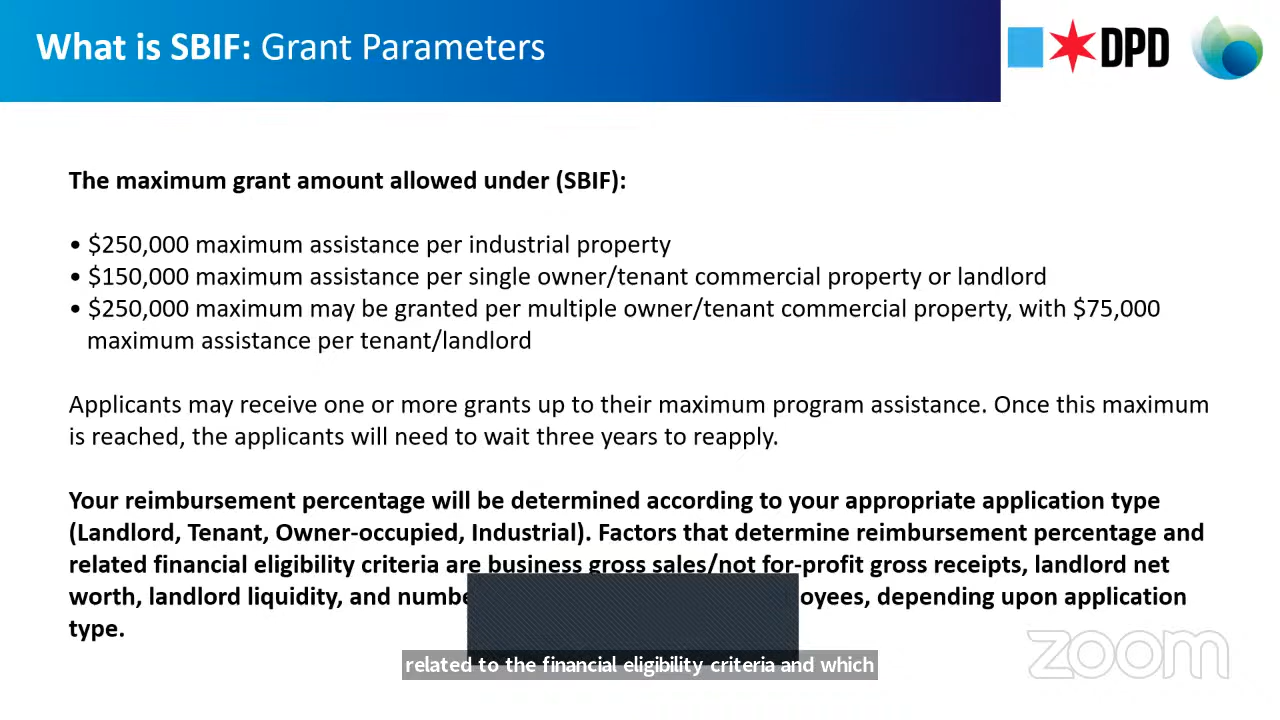 What is SBIF: Grant Parameters
DPD
The maximum grant amount allowed under (SBIF):
• $250,000 maximum assistance per industrial property
• $150,000 maximum assistance per single owner/tenant commercial property or landlord
• $250,000 maximum may be granted per multiple owner/tenant commercial property, with $75,000
maximum assistance per tenant/landlord
Applicants may receive one or more grants up to their maximum program assistance. Once this maximum
is reached, the applicants will need to wait three years to reapply.
Your reimbursement percentage will be determined according to your appropriate application type
(Landlord, Tenant, Owner-occupied, Industrial). Factors that determine reimbursement percentage and
related financial eligibility criteria are business gross sales/not for-profit gross receipts, landlord net
worth, landlord liquidity, and depending upon application
type.
zoom
related to the financial eligibility criteria and which